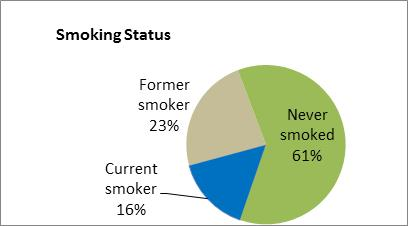 Smoking Status
Former
smoker
23%
Never
smoked
61%
Current
smoker
16%